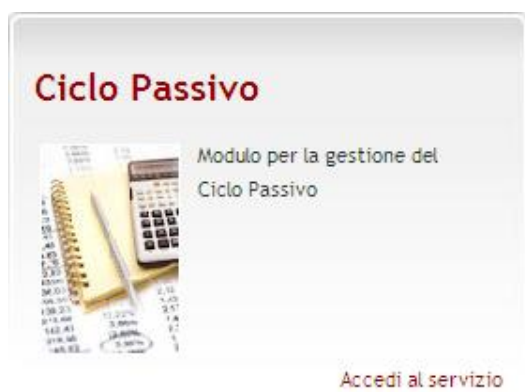 Ciclo Passivo
Modulo per la gestione del
Ciclo Passivo
Accedi al servizio